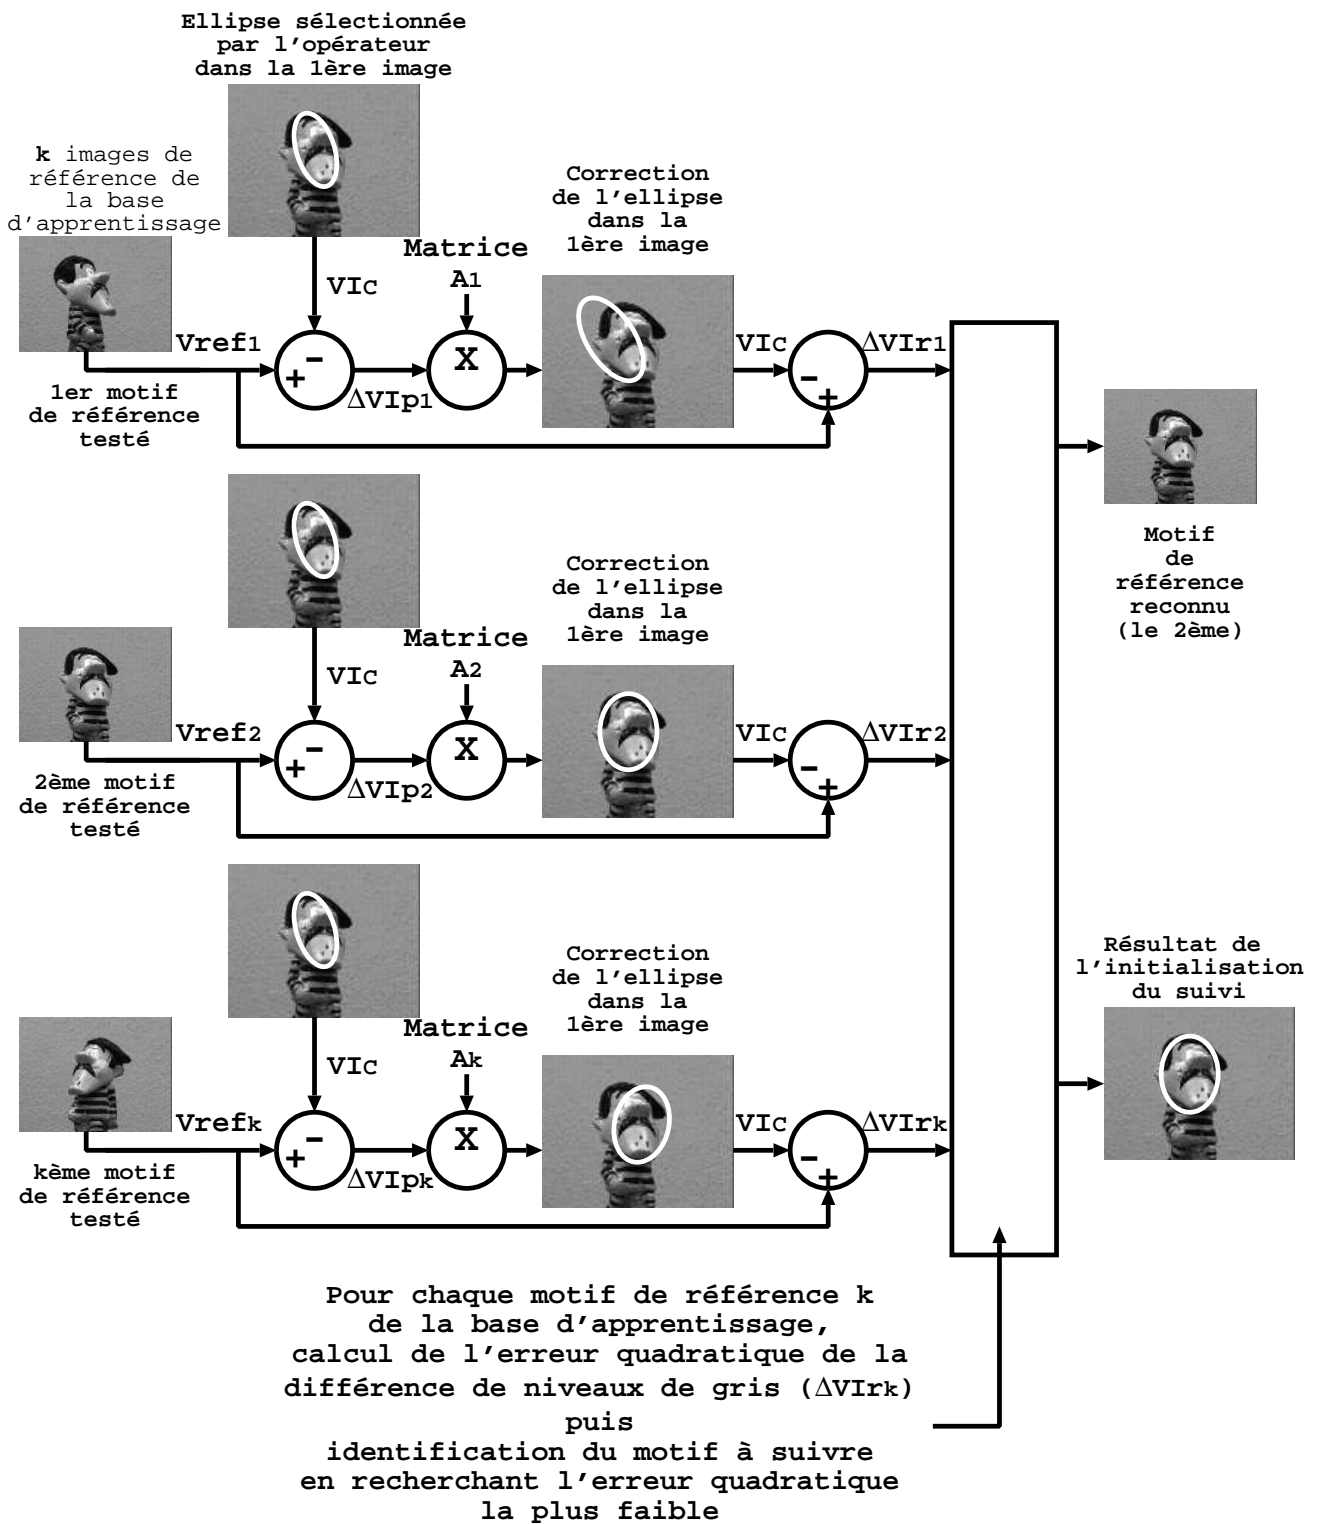 Ellipse sélectionnée
par l'opérateur
dans la 1ère image
k images de
référence de
la base
d'apprentissage
Correction
de l'ellipse
dans la
1ère image
Matrice
A1
VIc
Vref1
-
+
ΔVIp1
X
VIc
-
+
ΔVIr1
1er motif
de référence
testé
Motif
de
référence
reconnu
(le 2ème)
Correction
de l'ellipse
dans la
1ère image
Matrice
A2
VIc
Vref2
-
+
ΔVIp2
X
VIc
-
+
ΔVIr2
2ème motif
de référence
testé
Résultat de
l'initialisation
du suivi
Correction
de l'ellipse
dans la
1ère image
Matrice
Ak
VIc
Vrefk
-
+
ΔVIpk
X
VIc
-
+
ΔVIrk
kème motif
de référence
testé
Pour chaque motif de référence k
de la base d'apprentissage,
calcul de l'erreur quadratique de la
différence de niveaux de gris (ΔVIrk)
puis
identification du motif à suivre
en recherchant l'erreur quadratique
la plus faible